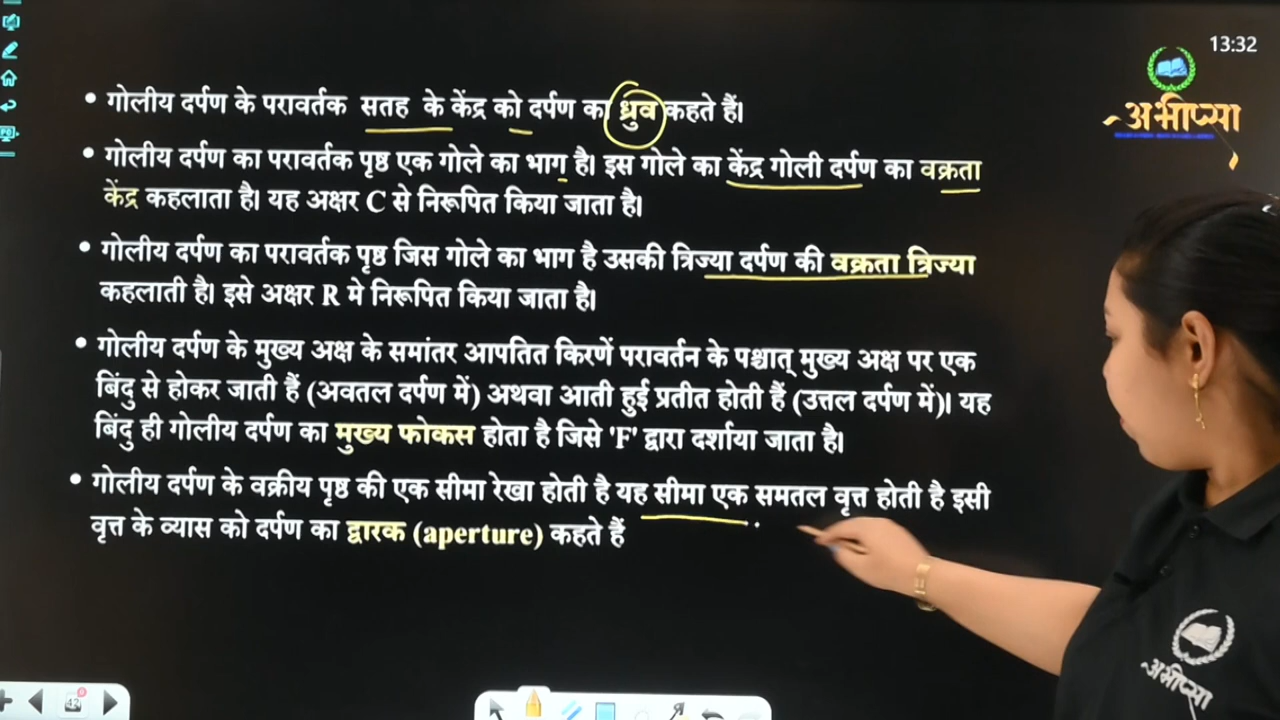 13:32
अभीप्सा
• गोलीय दर्पण के परावर्तक सतह के केंद्र को दर्पण का ध्रुव कहते हैं।
• गोलीय दर्पण का परावर्तक पृष्ठ एक गोले का भाग है। इस गोले का केंद्र गोली दर्पण का वक्रता
केंद्र कहलाता है। यह अक्षर C से निरूपित किया जाता है।
• गोलीय दर्पण का परावर्तक पृष्ठ जिस गोले का भाग है उसकी त्रिज्या दर्पण की वक्रता त्रिज्या
कहलाती है। इसे अक्षर R मे निरूपित किया जाता है।
• गोलीय दर्पण के मुख्य अक्ष के समांतर आपतित किरणें परावर्तन के पश्चात् मुख्य अक्ष पर एक
बिंदु से होकर जाती हैं (अवतल दर्पण में) अथवा आती हुई प्रतीत होती हैं (उत्तल दर्पण में)। यह
बिंदु ही गोलीय दर्पण का मुख्य फोकस होता है जिसे 'F' द्वारा दर्शाया जाता है।
• गोलीय दर्पण के वक्रीय पृष्ठ की एक सीमा रेखा होती है यह सीमा एक समतल वृत्त होती है इसी
वृत्त के व्यास को दर्पण का द्वारक (aperture) कहते हैं
अभीप्सा
42